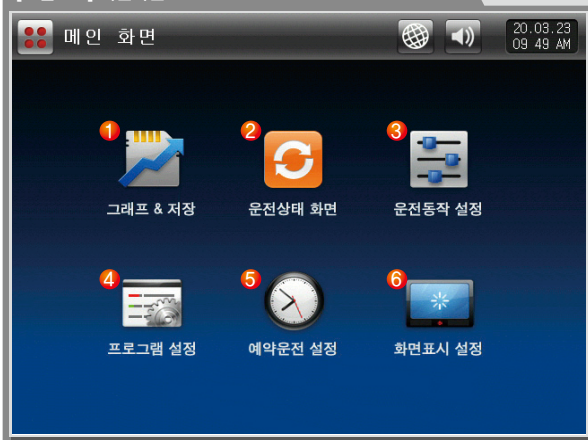 메인 화면
20.03.23
09 49 AM
1 2 3
그래프 & 저장 운전상태 화면 운전동작 설정
4 5 6
프로그램 설정 예약운전 설정 화면표시 설정